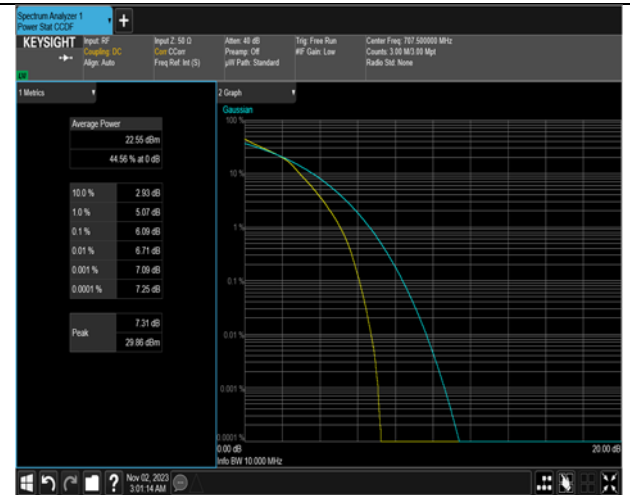 Spectrum Analyzer 1
Power Stat CCDF
+
KEYSIGHT
Input: RF
Coupling: DC
Align: Auto
Input Z: 50 Ω
Corr CCorr
Freq Ref: Int (S)
Atten: 40 dB
Preamp: Off
µW Path: Standard
Trig: Free Run
#IF Gain: Low
Center Freq: 707.500000 MHz
Counts: 3.00 M/3.00 Mpt
Radio Std: None
LXI
1 Metrics
Average Power
22.55 dBm
44.56 % at 0 dB
10.0 % 2.93 dB
1.0 % 5.07 dB
0.1 % 6.09 dB
0.01 % 6.71 dB
0.001 % 7.09 dB
0.0001 % 7.25 dB
Peak
7.31 dB
29.86 dBm
2 Graph
Gaussian
100 %
10 %
1 %
0.1 %
0.01 %
0.001 %
0.0001 %
0.00 dB
20.00 dB
Info BW 10.000 MHz
?
Nov 02, 2023
3:01:14 AM